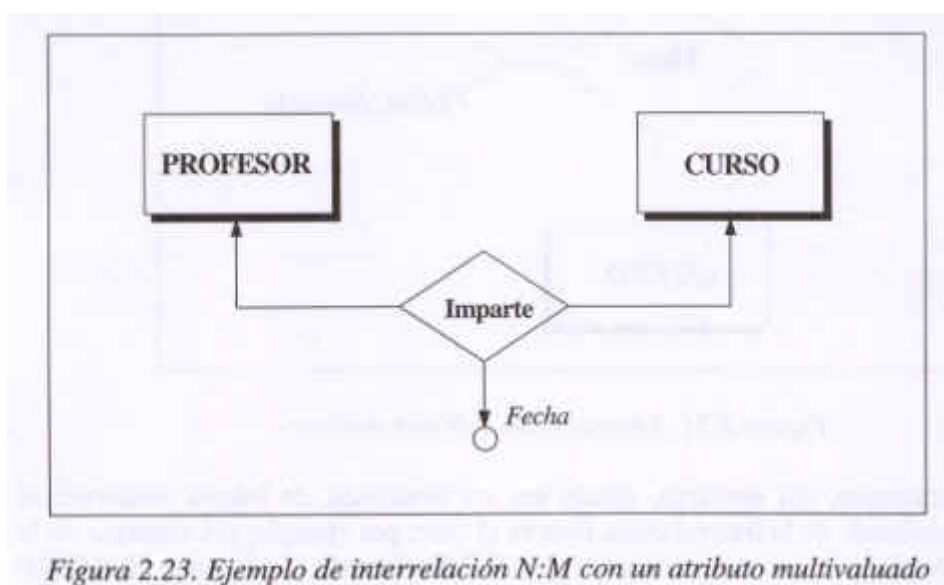 PROFESOR
CURSO
Imparte
Fecha
Figura 2.23. Ejemplo de interrelación N:M con un atributo multivaluado